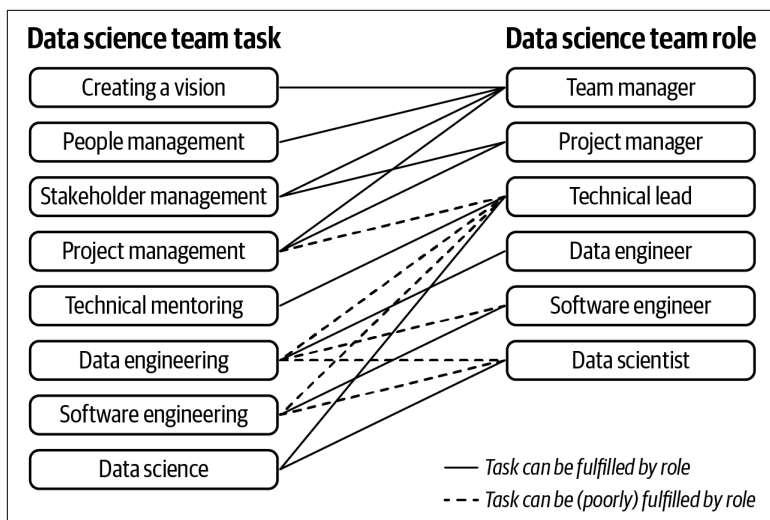 Data science team task
Data science team role
Creating a vision
Team manager
People management
Project manager
Stakeholder management
Technical lead
Project management
Data engineer
Technical mentoring
Software engineer
Data engineering
Data scientist
Software engineering
Data science
Task can be fulfilled by role
Task can be (poorly) fulfilled by role